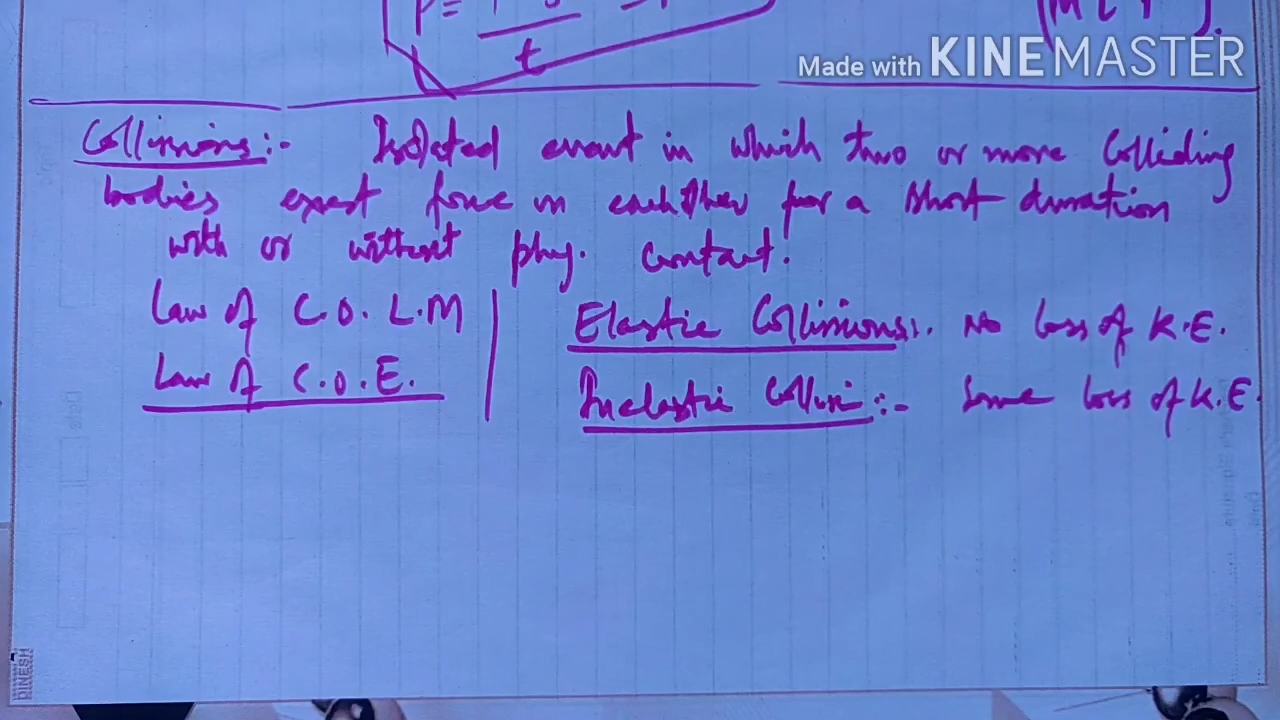 P =
t
Made with KINEMASTER
Collisions:- Isolated event in which two or more Colliding
bodies exert force on each other for a short duration
with or without phy. contact.
Law of C.O.L.M
Law of C.O.E.
Elastic Collisions:. No loss of K.E.
Inelastic Collisi:- Some loss of K.E.
DINESH